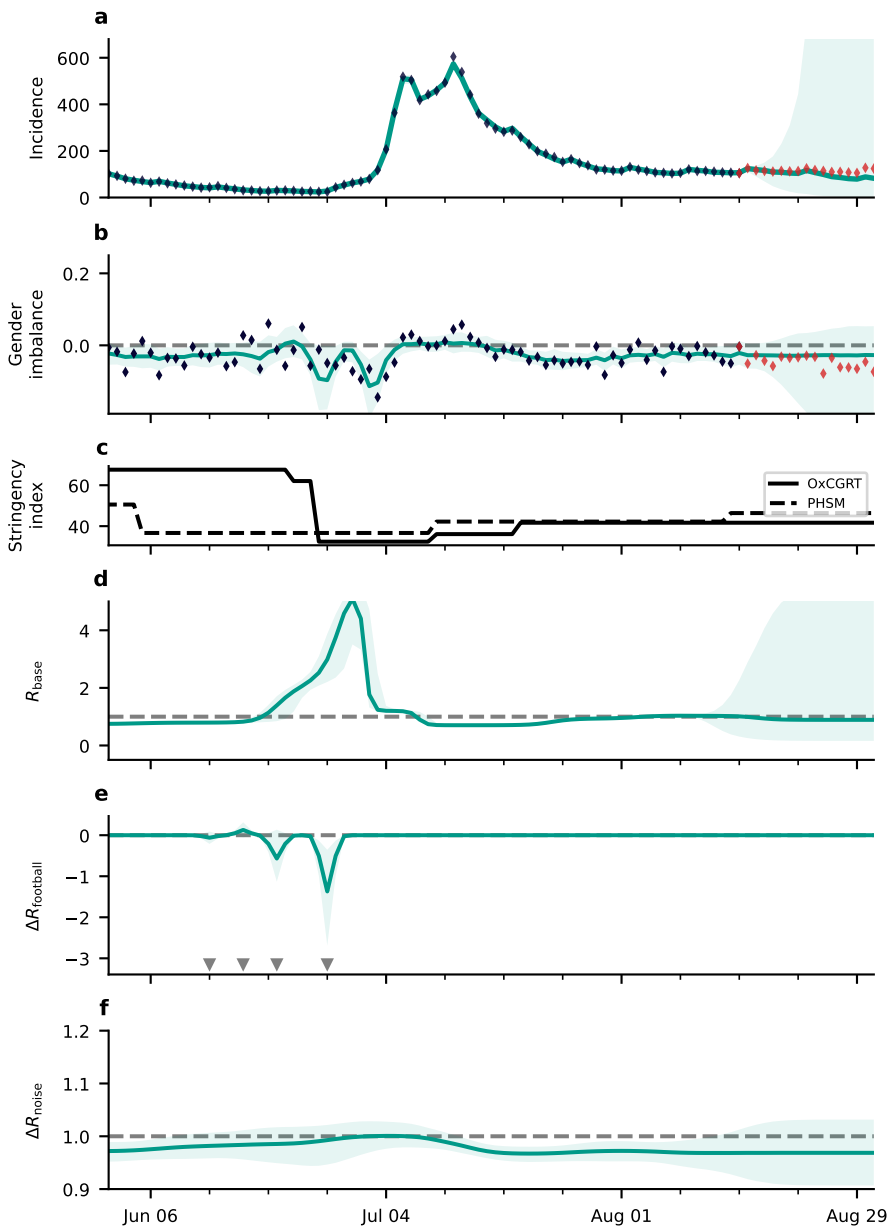 a
600
400
200
0
Incidence
b
0.2
0.0
Gender
imbalance
c
60
40
Stringency
index
OxCGRT
PHSM
d
4
2
0
R_base
e
0
−1
−2
−3
ΔR_football
f
1.2
1.1
1.0
0.9
ΔR_noise
Jun 06
Jul 04
Aug 01
Aug 29